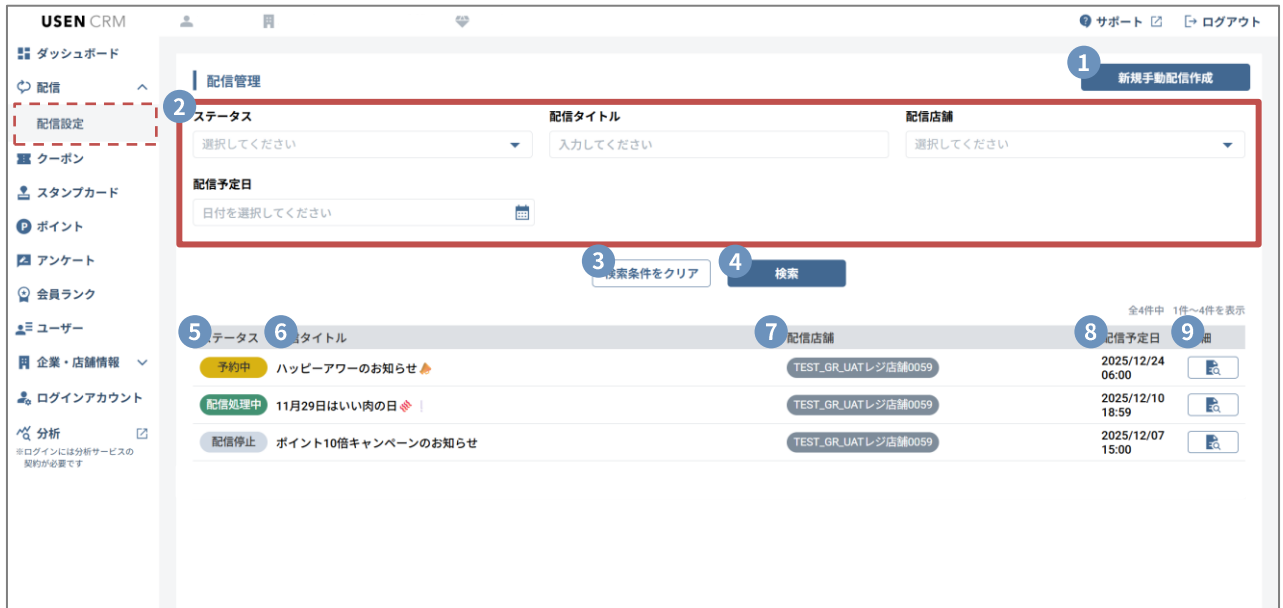 USEN CRM
サポート
ログアウト
ダッシュボード
配信
配信設定
クーポン
スタンプカード
ポイント
アンケート
会員ランク
ユーザー
企業・店舗情報
ログインアカウント
分析
※ログインには分析サービスの
契約が必要です
配信管理
1
新規手動配信作成
2
ステータス
配信タイトル
配信店舗
選択してください
入力してください
選択してください
配信予定日
日付を選択してください
3
検索条件をクリア
4
検索
全4件中 1件～4件を表示
5
ータス
6
タイトル
7
配信店舗
8
配信予定日
9
細
予約中
ハッピーアワーのお知らせ
TEST_GR_UATレジ店舗0059
2025/12/24
06:00
配信処理中
11月29日はいい肉の日
TEST_GR_UATレジ店舗0059
2025/12/10
18:59
配信停止
ポイント10倍キャンペーンのお知らせ
TEST_GR_UATレジ店舗0059
2025/12/07
15:00